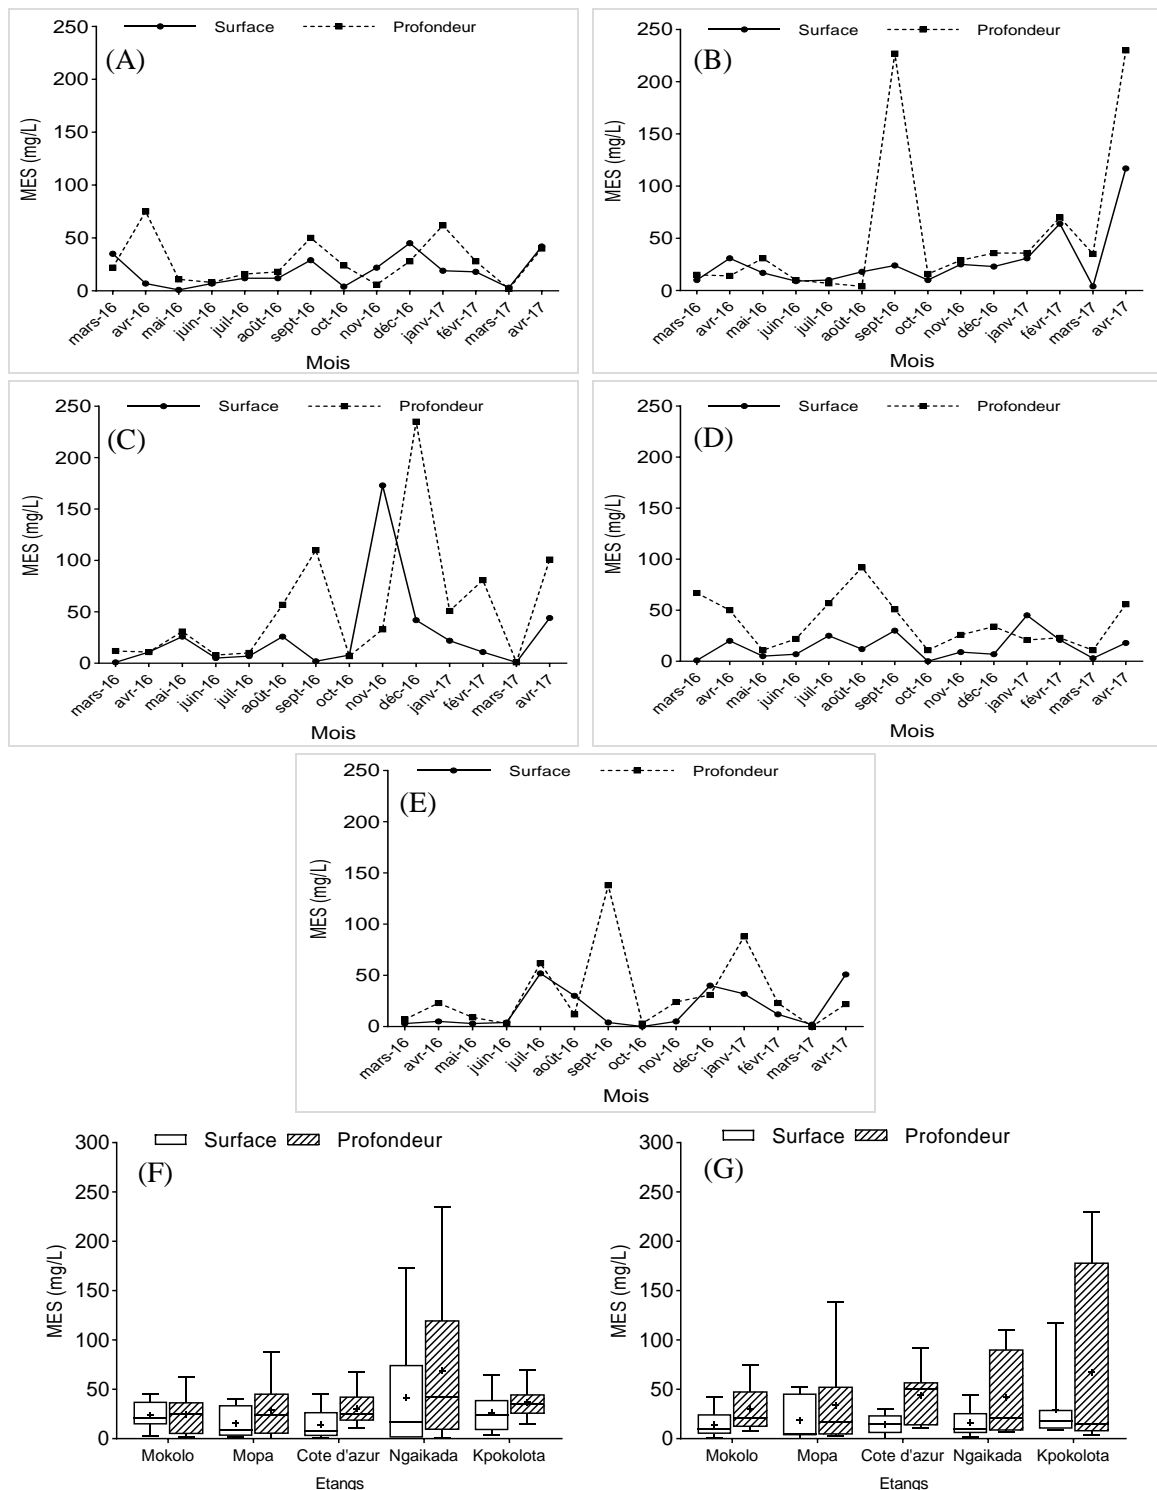 Surface Profondeur
(A)
MES (mg/L)
250
200
150
100
50
0
mars-16 avr-16 mai-16 juin-16 juil-16 août-16 sept-16 oct-16 nov-16 déc-16 janv-17 févr-17 mars-17 avr-17
Mois
Surface Profondeur
(B)
MES (mg/L)
250
200
150
100
50
0
mars-16 avr-16 mai-16 juin-16 juil-16 août-16 sept-16 oct-16 nov-16 déc-16 janv-17 févr-17 mars-17 avr-17
Mois
Surface Profondeur
(C)
MES (mg/L)
250
200
150
100
50
0
mars-16 avr-16 mai-16 juin-16 juil-16 août-16 sept-16 oct-16 nov-16 déc-16 janv-17 févr-17 mars-17 avr-17
Mois
Surface Profondeur
(D)
MES (mg/L)
250
200
150
100
50
0
mars-16 avr-16 mai-16 juin-16 juil-16 août-16 sept-16 oct-16 nov-16 déc-16 janv-17 févr-17 mars-17 avr-17
Mois
Surface Profondeur
(E)
MES (mg/L)
250
200
150
100
50
0
mars-16 avr-16 mai-16 juin-16 juil-16 août-16 sept-16 oct-16 nov-16 déc-16 janv-17 févr-17 mars-17 avr-17
Mois
Surface Profondeur
(F)
MES (mg/L)
300
250
200
150
100
50
0
Mokolo Mopa Cote d'azur Ngaikada Kpokolota
Etangs
Surface Profondeur
(G)
MES (mg/L)
300
250
200
150
100
50
0
Mokolo Mopa Cote d'azur Ngaikada Kpokolota
Etangs